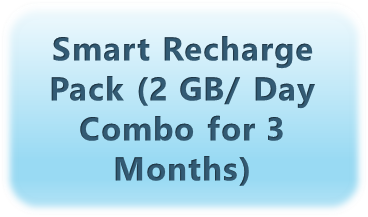 Smart Recharge
Pack (2 GB/ Day
Combo for 3
Months)